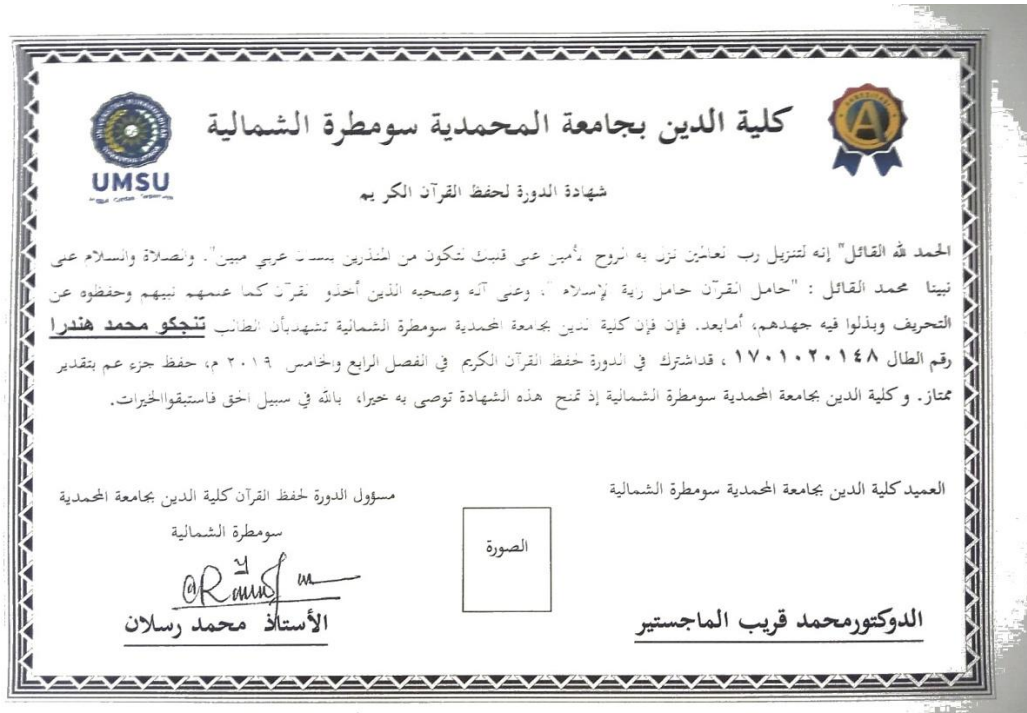 كلية الدين بجامعة المحمدية سومطرة الشمالية
UMSU
شهادة الدورة لحفظ القرآن الكر يم
الحمد لله القائل" إنه لتنزيل رب العالمين نزل به الروح الأمين على قلبك لتكون من المنذرين بلسان عربي مبين". والصلاة والسلام على
نبينا محمد القائل : "حامل القرآن حامل راية الإسلام "، وعلى آله وصحبه الذين أخذو القرآن كما علمهم نبيهم وحفظوه عن
التحريف وبذلوا فيه جهدهم، أمابعد. فإن فإن كلية الدين بجامعة المحمدية سومطرة الشمالية تشهدبأن الطالب تنجكو محمد هندرا
رقم الطال ١٧٠١٠٢٠١٤٨ ، قداشترك في الدورة لحفظ القرآن الكريم في الفصل الرابع والخامس ٢٠١٩ م، حفظ جزء عم بتقدير
ممتاز. و كلية الدين بجامعة المحمدية سومطرة الشمالية إذ تمنح هذه الشهادة توصى به خيرا، بالله في سبيل الحق فاستبقواالخيرات.
العميد كلية الدين بجامعة المحمدية سومطرة الشمالية
الدوكتورمحمد قريب الماجستير
الصورة
مسؤول الدورة لحفظ القرآن كلية الدين بجامعة المحمدية
سومطرة الشمالية
الأستاذ محمد رسلان